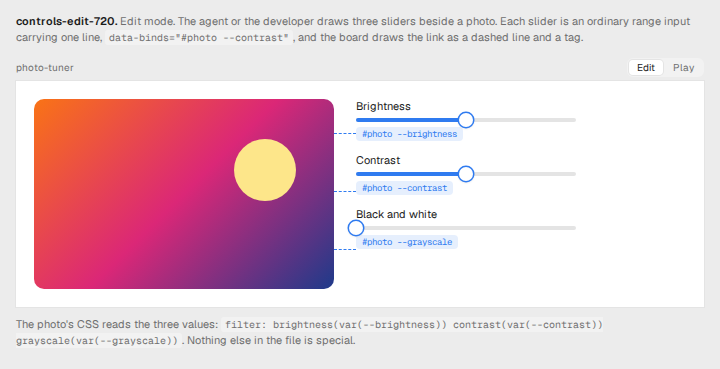 controls-edit-720. Edit mode. The agent or the developer draws three sliders beside a photo. Each slider is an ordinary range input
carrying one line, data-binds="#photo --contrast" , and the board draws the link as a dashed line and a tag.
photo-tuner
Edit Play
Brightness
#photo --brightness
Contrast
#photo --contrast
Black and white
#photo --grayscale
The photo's CSS reads the three values: filter: brightness(var(--brightness)) contrast(var(--contrast))
grayscale(var(--grayscale)) . Nothing else in the file is special.